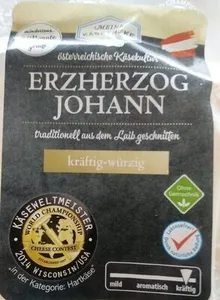 österreichische Käsekultur
ERZHERZOG
JOHANN
traditionell aus dem Laib geschnitten
kräftig-würzig
Ohne
Gentechnik
KÄSEWELTMEISTER
WORLD CHAMPIONSHIP
CHEESE CONTEST
2014 WISCONSIN/USA
...in der Kategorie: Hartkäse
mild aromatisch kräftig